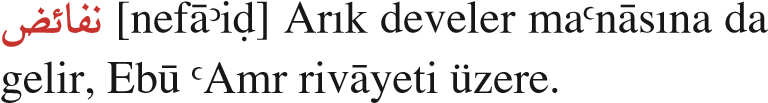 نفائض [nefāʾiḍ] Arık develer maʿnāsına da
gelir, Ebū ʿAmr rivāyeti üzere.